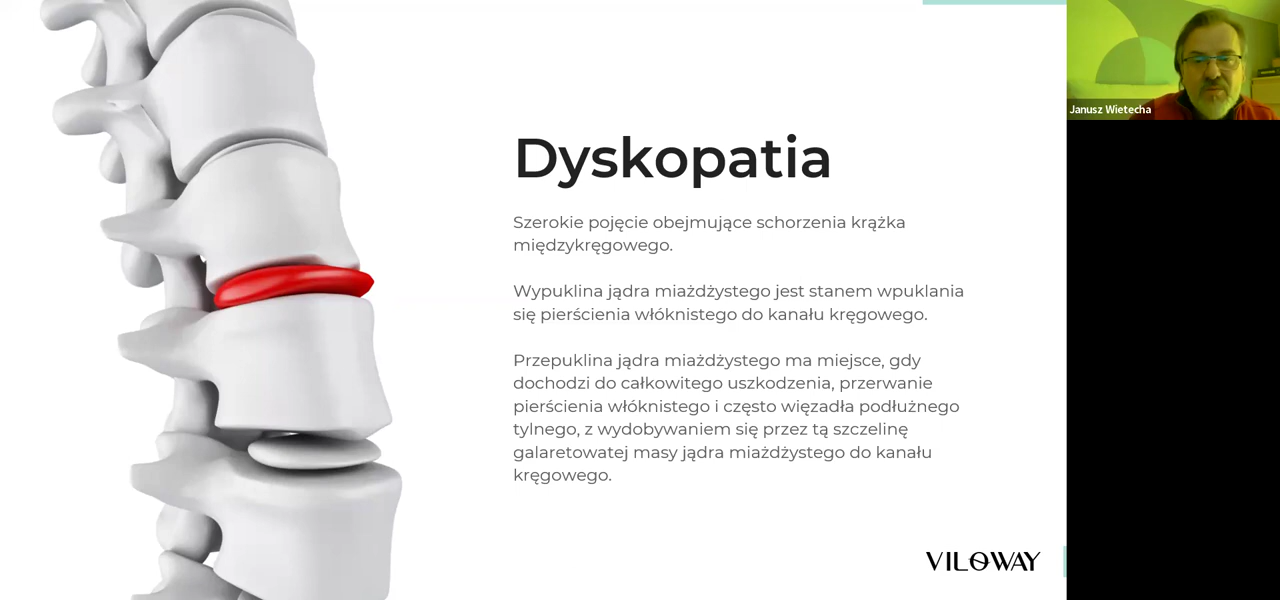 Dyskopatia
Szerokie pojęcie obejmujące schorzenia krążka
międzykręgowego.
Wypuklina jądra miażdżystego jest stanem wpuklania
się pierścienia włóknistego do kanału kręgowego.
Przepuklina jądra miażdżystego ma miejsce, gdy
dochodzi do całkowitego uszkodzenia, przerwanie
pierścienia włóknistego i często więzadła podłużnego
tylnego, z wydobywaniem się przez tą szczelinę
galaretowatej masy jądra miażdżystego do kanału
kręgowego.
VILOWAY
Janusz Wietecha